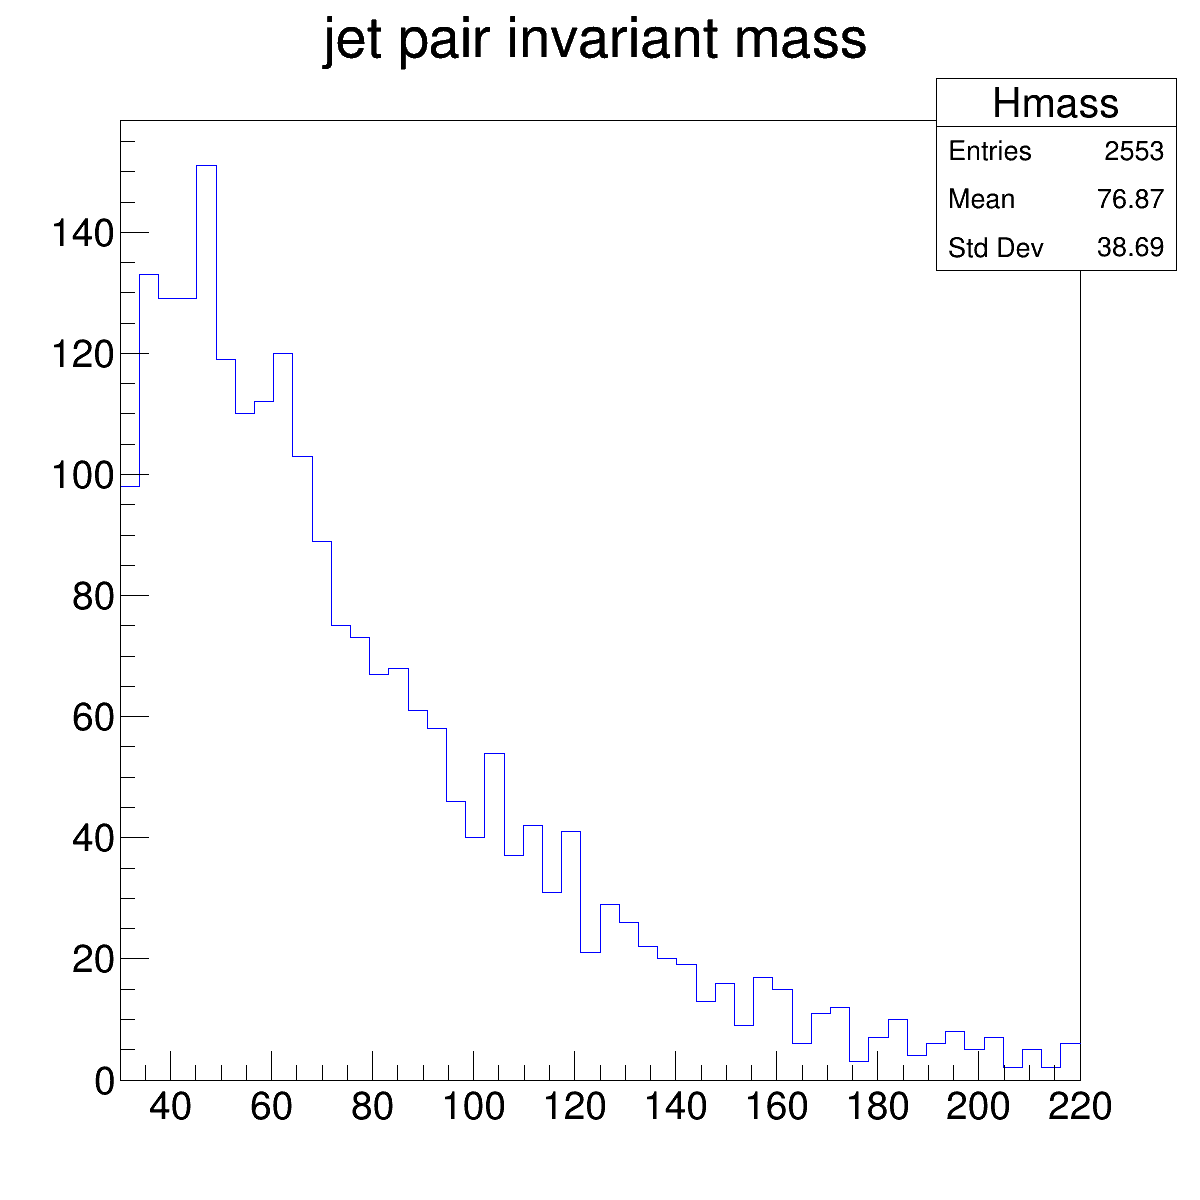 jet pair invariant mass
Hmass
Entries 2553
Mean 76.87
Std Dev 38.69
140
120
100
80
60
40
20
0
40 60 80 100 120 140 160 180 200 220